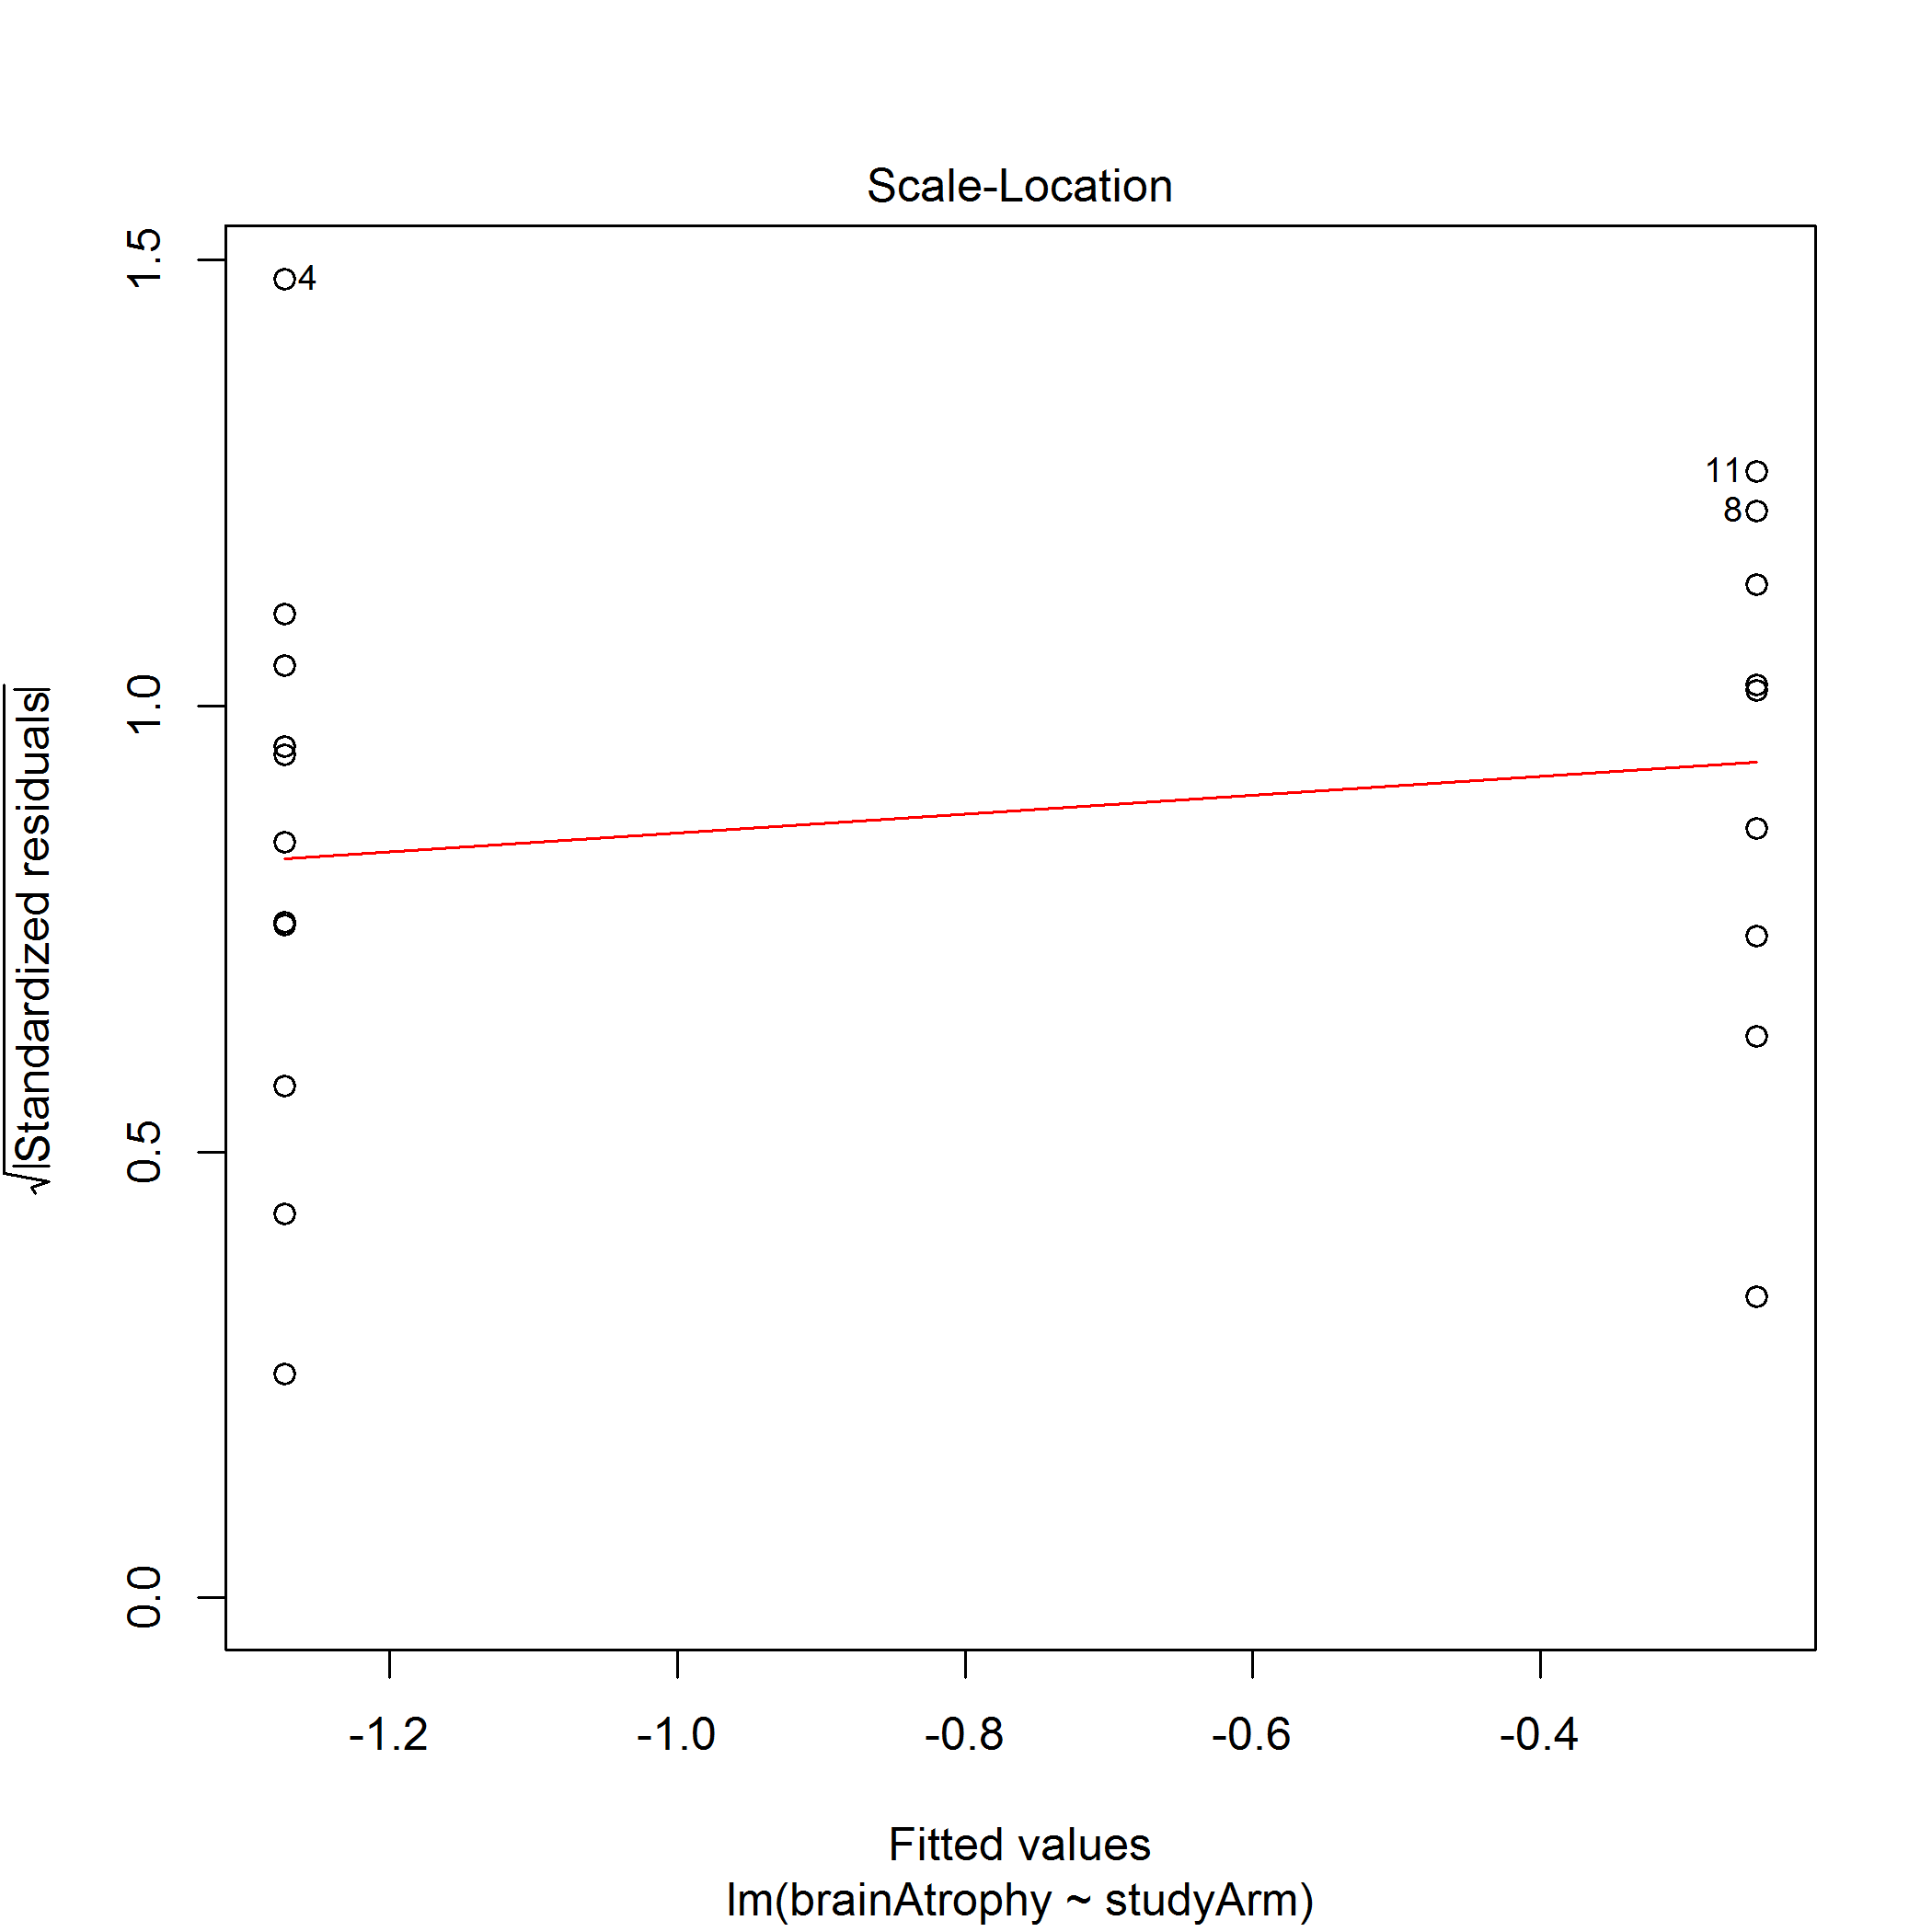 Scale-Location
1.5
1.0
0.5
0.0
√|Standardized residuals|
4
11
8
-1.2 -1.0 -0.8 -0.6 -0.4
Fitted values
lm(brainAtrophy ~ studyArm)